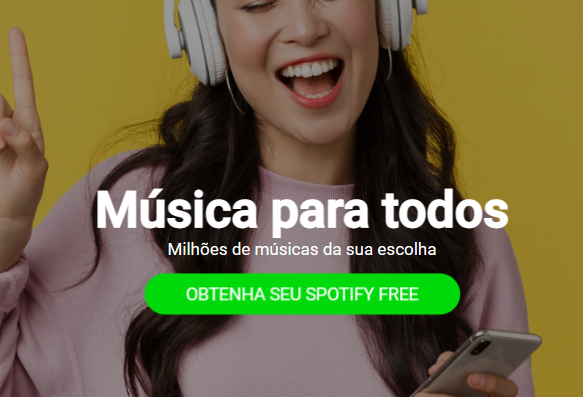 Música para todos
Milhões de músicas da sua escolha
OBTENHA SEU SPOTIFY FREE